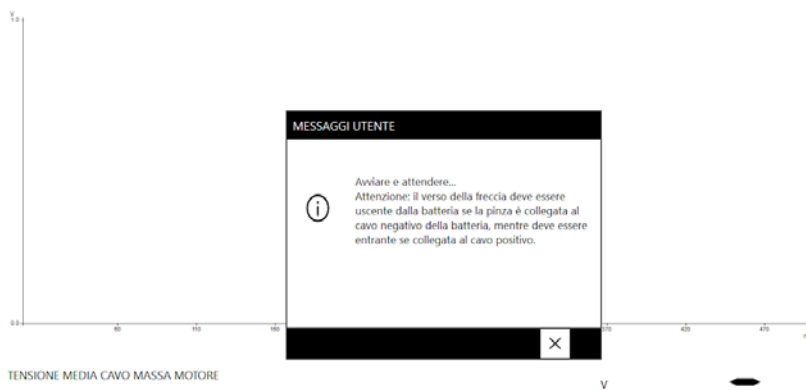 V
1.0
MESSAGGI UTENTE
Avviare e attendere...
Attenzione: il verso della freccia deve essere
uscente dalla batteria se la pinza è collegata al
cavo negativo della batteria, mentre deve essere
entrante se collegata al cavo positivo.
0.0
60 110 160 370 420 470
TENSIONE MEDIA CAVO MASSA MOTORE
V